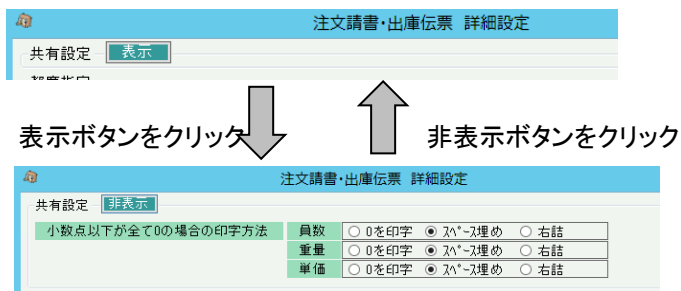 注文請書・出庫伝票 詳細設定
共有設定 表示
表示ボタンをクリック
非表示ボタンをクリック
注文請書・出庫伝票 詳細設定
共有設定 非表示
小数点以下が全て0の場合の印字方法 員数 0を印字 スペース埋め 右詰
重量 0を印字 スペース埋め 右詰
単価 0を印字 スペース埋め 右詰